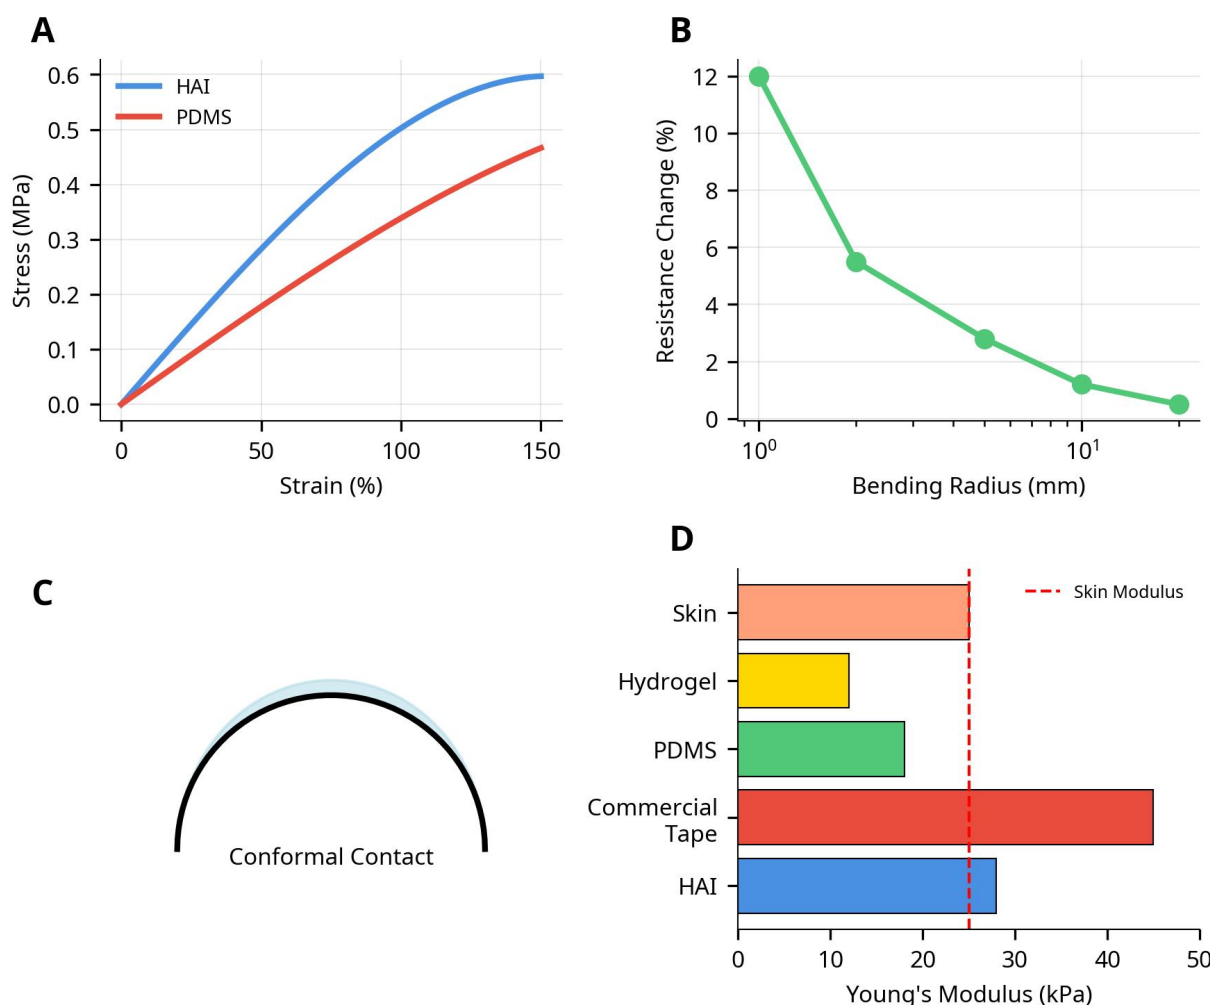 A
0.6
0.5
0.4
0.3
0.2
0.1
0.0
Stress (MPa)
HAI
PDMS
0 50 100 150
Strain (%)
B
12
10
8
6
4
2
0
Resistance Change (%)
10⁰ 10¹
Bending Radius (mm)
C
Conformal Contact
D
Skin Modulus
Skin
Hydrogel
PDMS
Commercial
Tape
HAI
0 10 20 30 40 50
Young's Modulus (kPa)